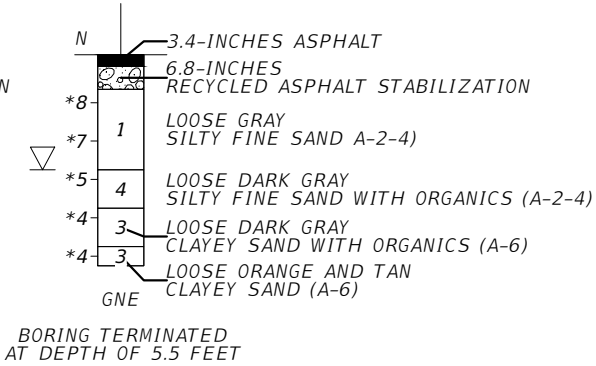 N
3.4-INCHES ASPHALT
6.8-INCHES
RECYCLED ASPHALT STABILIZATION
N
*8
1
LOOSE GRAY
SILTY FINE SAND A-2-4)
*7
*5
4
LOOSE DARK GRAY
SILTY FINE SAND WITH ORGANICS (A-2-4)
*4
3
LOOSE DARK GRAY
CLAYEY SAND WITH ORGANICS (A-6)
*4
3
LOOSE ORANGE AND TAN
CLAYEY SAND (A-6)
GNE
BORING TERMINATED
AT DEPTH OF 5.5 FEET